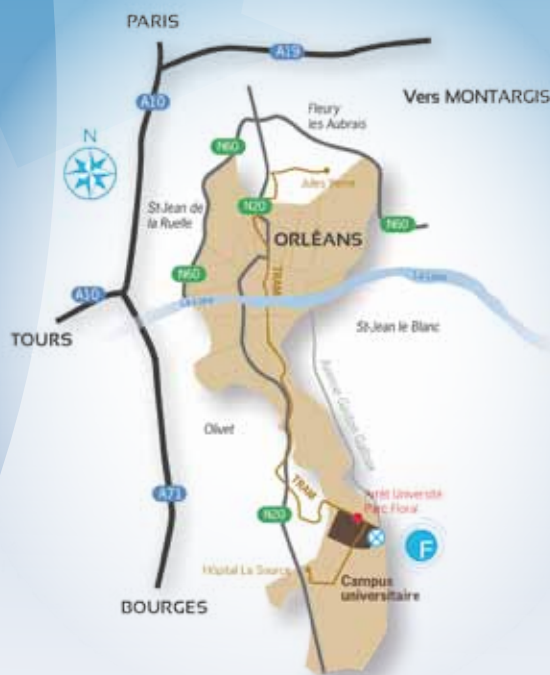 PARIS
A19
A10
Vers MONTARGIS
N
Fleury
les Aubrais
N60
Jules Verne
St-Jean de
la Ruelle
N20
N60
ORLÉANS
N60
TRAM
A10
La Loire
TOURS
St-Jean le Blanc
Olivet
A71
TRAM
Arrêt Université
Parc Floral
N20
F
Hôpital La Source
Campus
universitaire
BOURGES